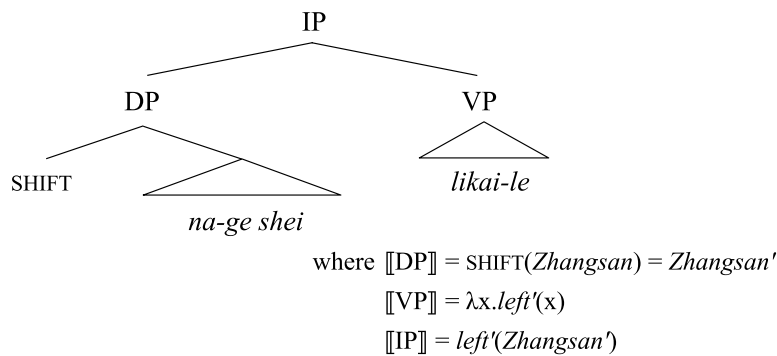 IP
DP VP
SHIFT
likai-le
na-ge shei
where ⟦DP⟧ = SHIFT(Zhangsan) = Zhangsan′
⟦VP⟧ = λx.left′(x)
⟦IP⟧ = left′(Zhangsan′)